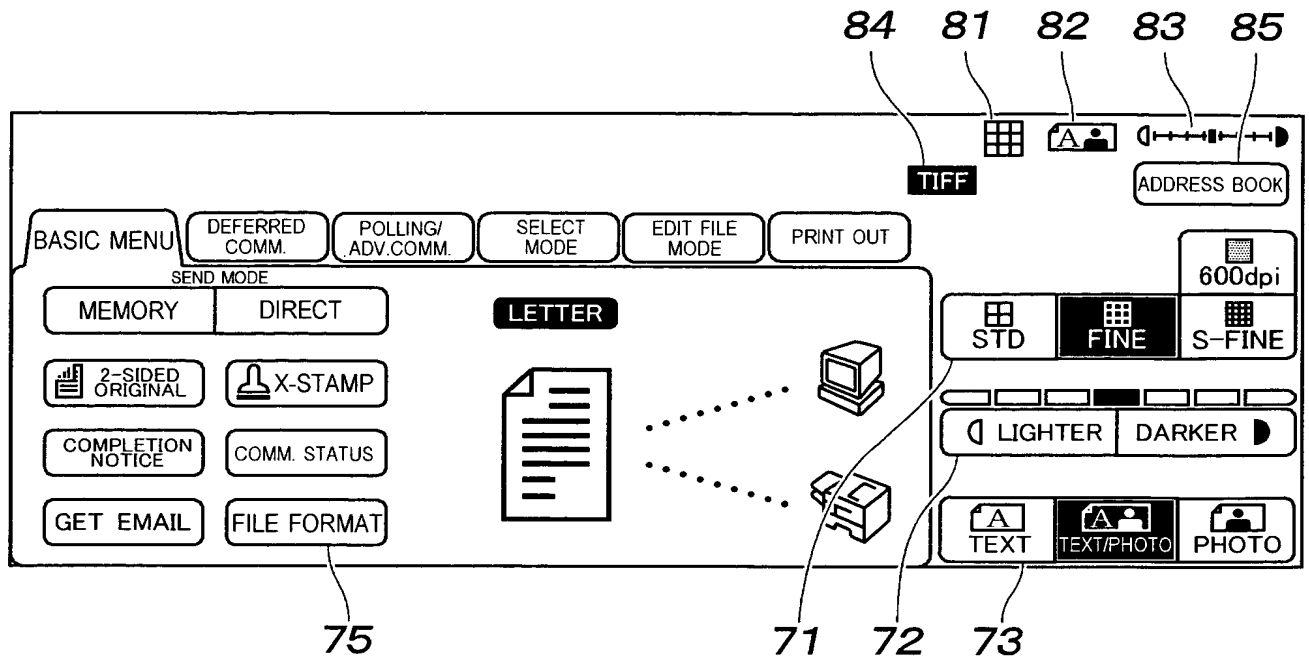 84 81 82 83 85
A
TIFF
ADDRESS BOOK
BASIC MENU
DEFERRED
COMM.
POLLING/
ADV.COMM.
SELECT
MODE
EDIT FILE
MODE
PRINT OUT
SEND MODE
MEMORY DIRECT
2-SIDED
ORIGINAL
X-STAMP
COMPLETION
NOTICE
COMM. STATUS
GET EMAIL
FILE FORMAT
LETTER
600dpi
STD FINE S-FINE
LIGHTER DARKER
A A
TEXT TEXT/PHOTO PHOTO
75 71 72 73